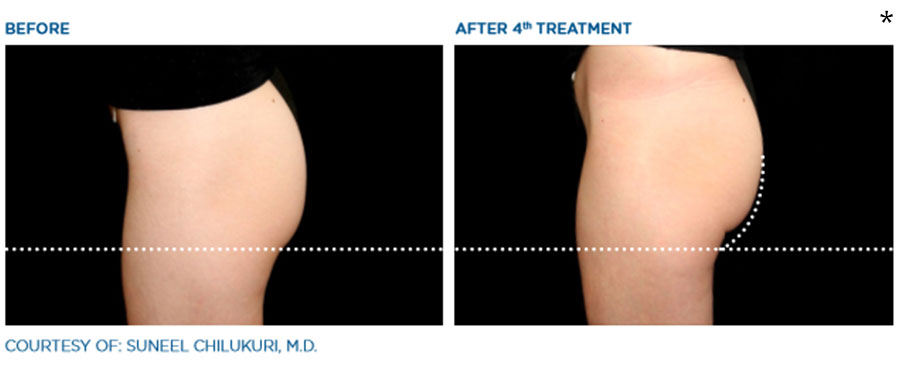 *
BEFORE
AFTER 4th TREATMENT
COURTESY OF: SUNEEL CHILUKURI, M.D.